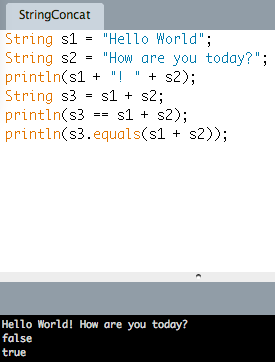 StringConcat
String s1 = "Hello World";
String s2 = "How are you today?";
println(s1 + "! " + s2);
String s3 = s1 + s2;
println(s3 == s1 + s2);
println(s3.equals(s1 + s2));
Hello World! How are you today?
false
true